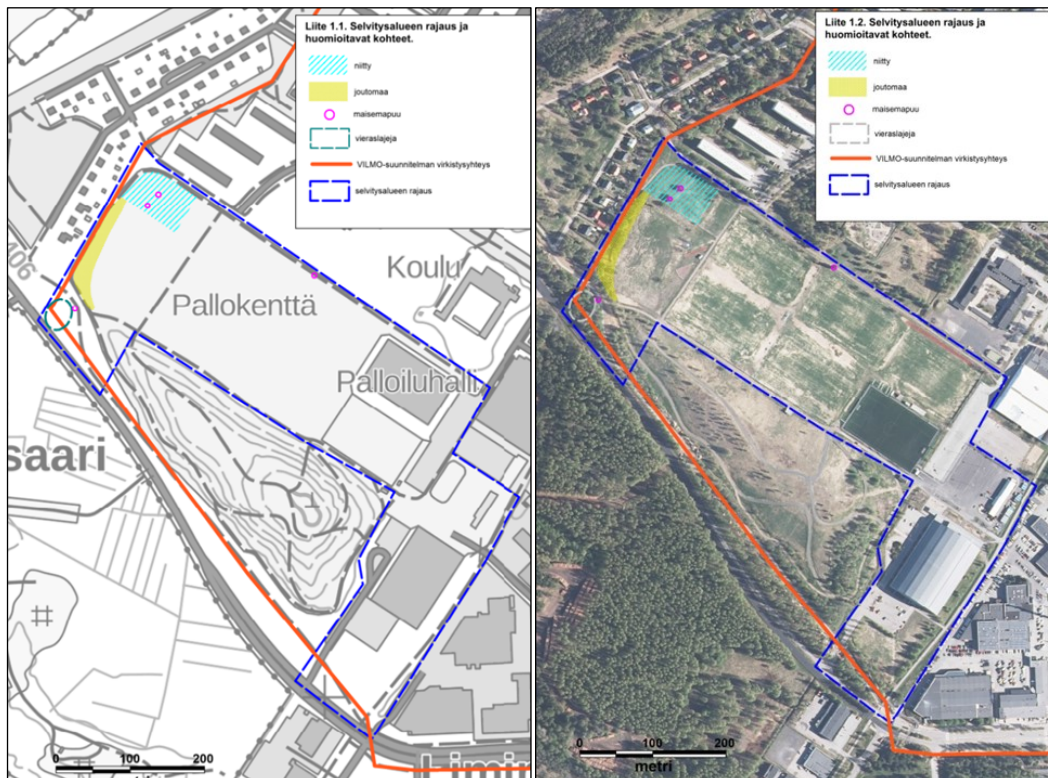 Liite 1.1. Selvitysalueen rajaus ja
huomioitavat kohteet.
niitty
joutomaa
maisemapuu
vieraslajeja
VILMO-suunnitelman virkistysyhteys
selvitysalueen rajaus
Koulu
Pallokenttä
Palloiluhalli
saari
0 100 200
Liite 1.2. Selvitysalueen rajaus ja
huomioitavat kohteet.
niitty
joutomaa
maisemapuu
vieraslajeja
VILMO-suunnitelman virkistysyhteys
selvitysalueen rajaus
0 100 200
metri